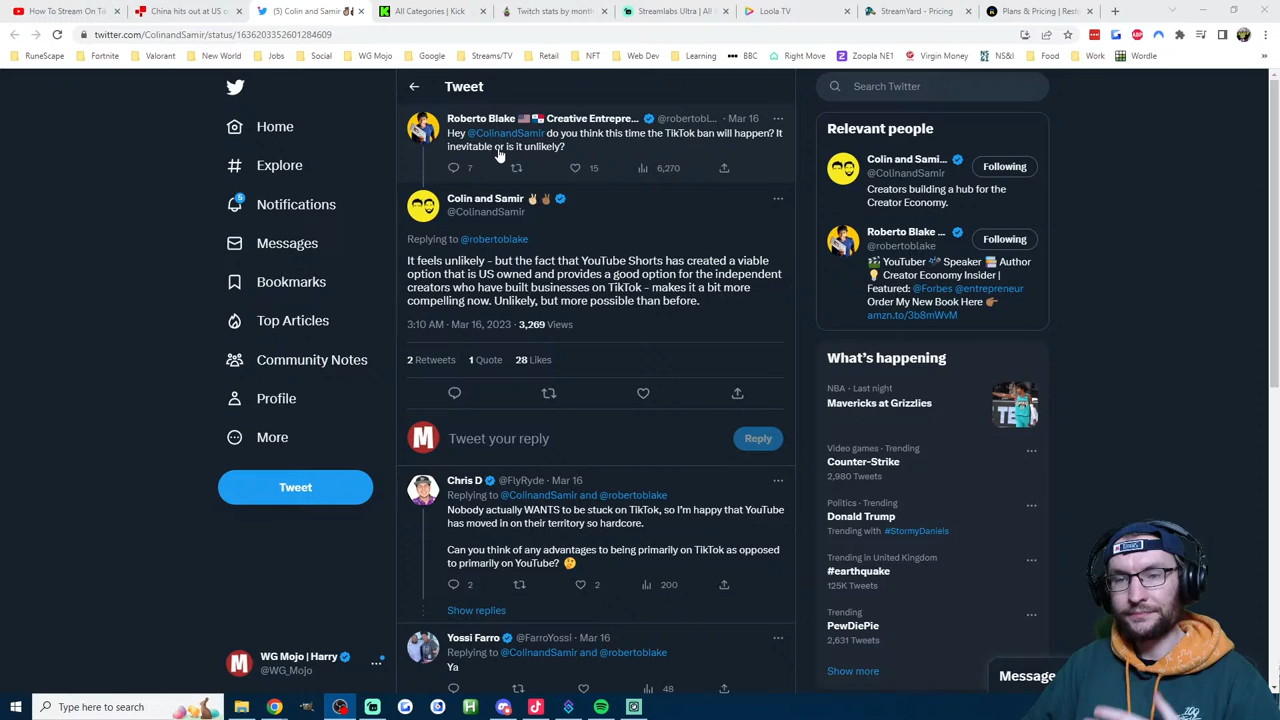 How To Stream On Tik
China hits out at US o
(5) Colin and Samir
All Categories | Kick
Twitch stats by month
Streamlabs Ultra | All
Loola TV
StreamYard - Pricing
Plans & Pricing | Rest
twitter.com/ColinandSamir/status/1636203352601284609
RuneScape
Fortnite
Vaorant
New Job
Social
WG Mojo
Google
Streams/TV
Retail
NFT
Web Dev
Learning
BBC
Right Move
Zoopla NE1
Virgin Money
NS&I
Food
Work
Wordle
Home
Explore
5
Notifications
Messages
Bookmarks
Top Articles
Community Notes
Profile
More
Tweet
WG Mojo | Harry
@WG_Mojo
Tweet
Roberto Blake 🇺🇸 🇵🇦 Creative Entrepre... @robertobl... · Mar 16
Hey @ColinandSamir do you think this time the TikTok ban will happen? It
inevitable or is it unlikely?
7
15
6,270
Colin and Samir ✌🏻 ✌🏾
@ColinandSamir
Replying to @robertoblake
It feels unlikely - but the fact that YouTube Shorts has created a viable
option that is US owned and provides a good option for the independent
creators who have built businesses on TikTok - makes it a bit more
compelling now. Unlikely, but more possible than before.
3:10 AM · Mar 16, 2023 · 3,269 Views
2 Retweets 1 Quote 28 Likes
M
Tweet your reply
Reply
Chris D @FlyRyde · Mar 16
Replying to @ColinandSamir and @robertoblake
Nobody actually WANTS to be stuck on TikTok, so I'm happy that YouTube
has moved in on their territory so hardcore.
Can you think of any advantages to being primarily on TikTok as opposed
to primarily on YouTube? 🤔
2
2
200
Show replies
Yossi Farro @FarroYossi · Mar 16
Replying to @ColinandSamir and @robertoblake
Ya
48
Search Twitter
Relevant people
Colin and Sami...
@ColinandSamir
Following
Creators building a hub for the
Creator Economy.
Roberto Blake ...
@robertoblake
Following
🎬 YouTuber 🛰 Speaker 📚 Author
💡 Creator Economy Insider |
Featured: @Forbes @entrepreneur
Order My New Book Here 👉🏽
amzn.to/3b8mWvM
What's happening
NBA · Last night
Mavericks at Grizzlies
Video games · Trending
Counter-Strike
2,980 Tweets
Politics · Trending
Donald Trump
Trending with #StormyDaniels
Trending in United Kingdom
#earthquake
125K Tweets
Trending
PewDiePie
2,631 Tweets
Show more
Message
Type here to search